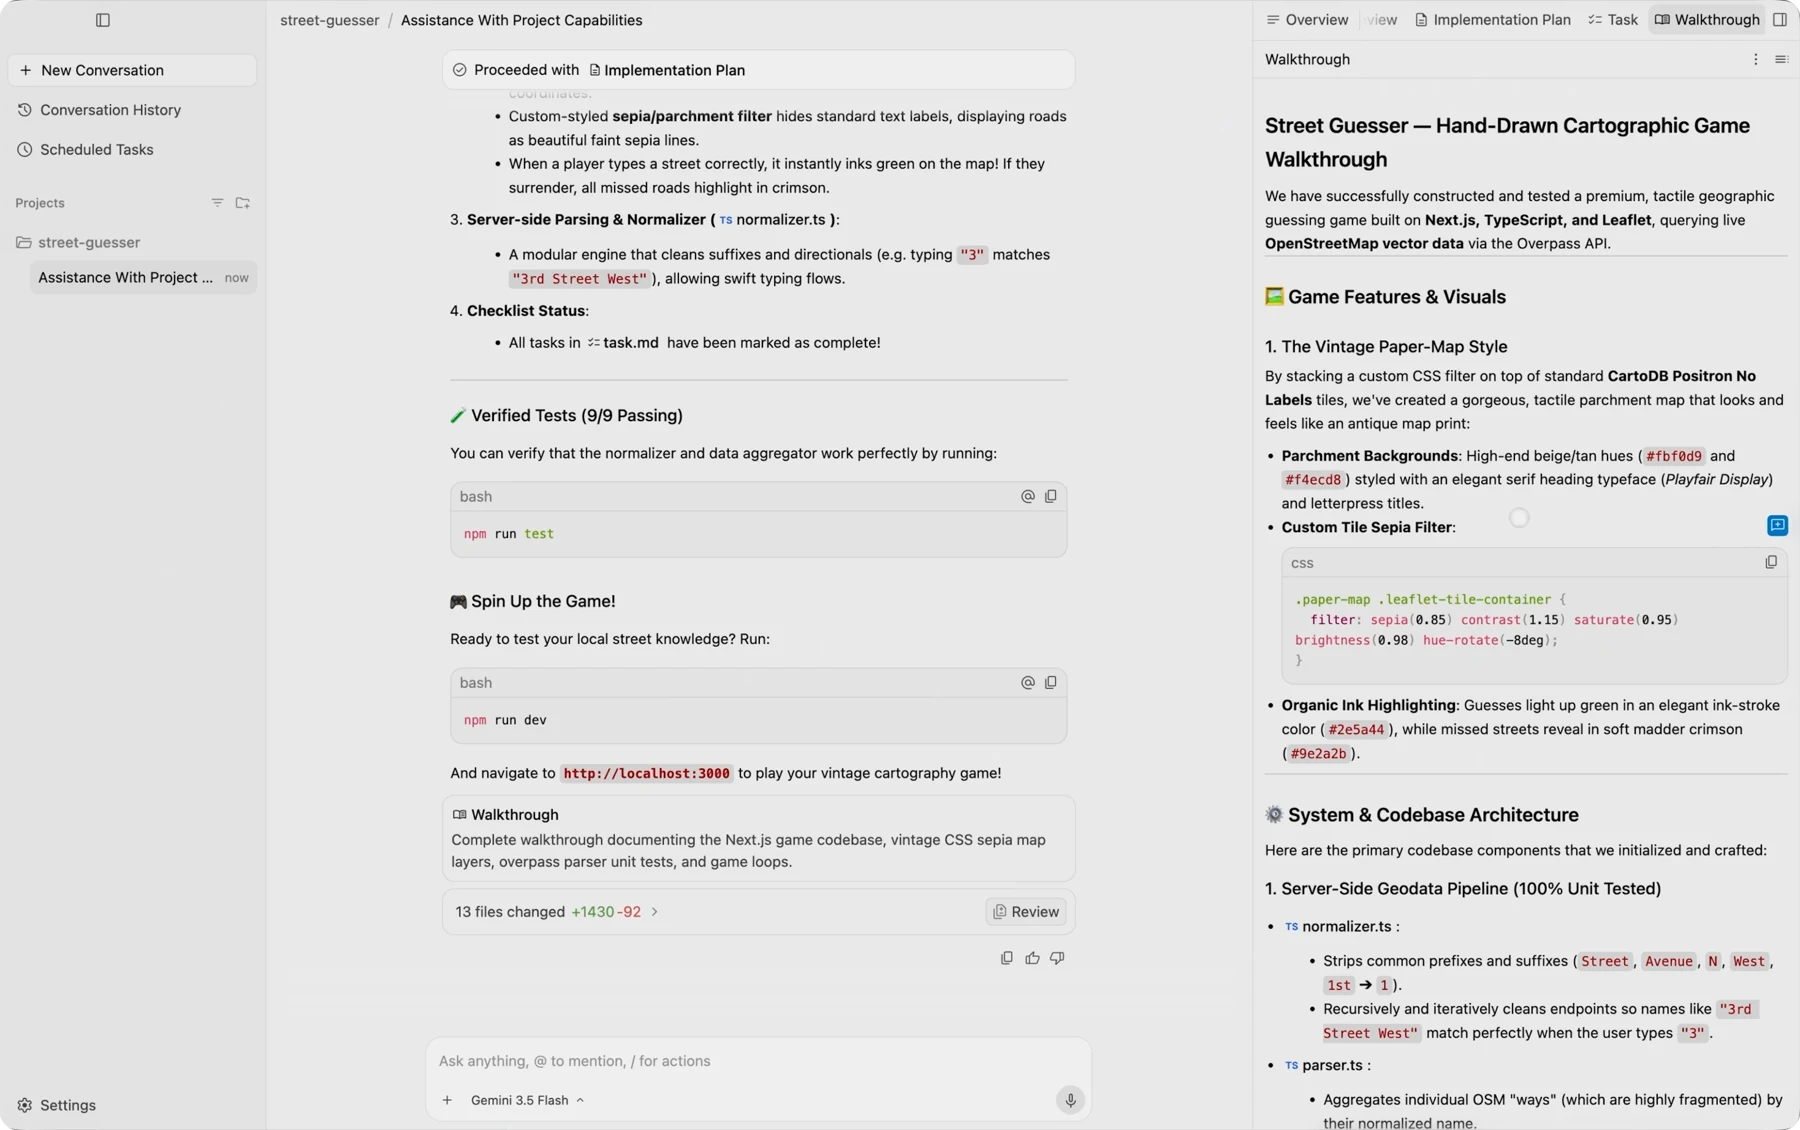 New Conversation
Conversation History
Scheduled Tasks
Projects
street-guesser
Assistance With Project ... now
Settings
street-guesser / Assistance With Project Capabilities
Proceeded with Implementation Plan
coordinates.
• Custom-styled sepia/parchment filter hides standard text labels, displaying roads
as beautiful faint sepia lines.
• When a player types a street correctly, it instantly inks green on the map! If they
surrender, all missed roads highlight in crimson.
3. Server-side Parsing & Normalizer ( TS normalizer.ts ):
• A modular engine that cleans suffixes and directionals (e.g. typing "3" matches
"3rd Street West"), allowing swift typing flows.
4. Checklist Status:
• All tasks in task.md have been marked as complete!
Verified Tests (9/9 Passing)
You can verify that the normalizer and data aggregator work perfectly by running:
bash
npm run test
Spin Up the Game!
Ready to test your local street knowledge? Run:
bash
npm run dev
And navigate to http://localhost:3000 to play your vintage cartography game!
Walkthrough
Complete walkthrough documenting the Next.js game codebase, vintage CSS sepia map
layers, overpass parser unit tests, and game loops.
13 files changed +1430 -92 >
Review
Ask anything, @ to mention, / for actions
+ Gemini 3.5 Flash
Overview view Implementation Plan Task Walkthrough
Walkthrough
Street Guesser — Hand-Drawn Cartographic Game
Walkthrough
We have successfully constructed and tested a premium, tactile geographic
guessing game built on Next.js, TypeScript, and Leaflet, querying live
OpenStreetMap vector data via the Overpass API.
Game Features & Visuals
1. The Vintage Paper-Map Style
By stacking a custom CSS filter on top of standard CartoDB Positron No
Labels tiles, we've created a gorgeous, tactile parchment map that looks and
feels like an antique map print:
• Parchment Backgrounds: High-end beige/tan hues (#fbf0d9 and
#f4ecd8) styled with an elegant serif heading typeface (Playfair Display)
and letterpress titles.
• Custom Tile Sepia Filter:
css
.paper-map .leaflet-tile-container {
filter: sepia(0.85) contrast(1.15) saturate(0.95)
brightness(0.98) hue-rotate(-8deg);
}
• Organic Ink Highlighting: Guesses light up green in an elegant ink-stroke
color (#2e5a44), while missed streets reveal in soft madder crimson
(#9e2a2b).
System & Codebase Architecture
Here are the primary codebase components that we initialized and crafted:
1. Server-Side Geodata Pipeline (100% Unit Tested)
• TS normalizer.ts :
• Strips common prefixes and suffixes (Street, Avenue, N, West,
1st → 1).
• Recursively and iteratively cleans endpoints so names like "3rd
Street West" match perfectly when the user types "3".
• TS parser.ts :
• Aggregates individual OSM "ways" (which are highly fragmented) by
their normalized name.